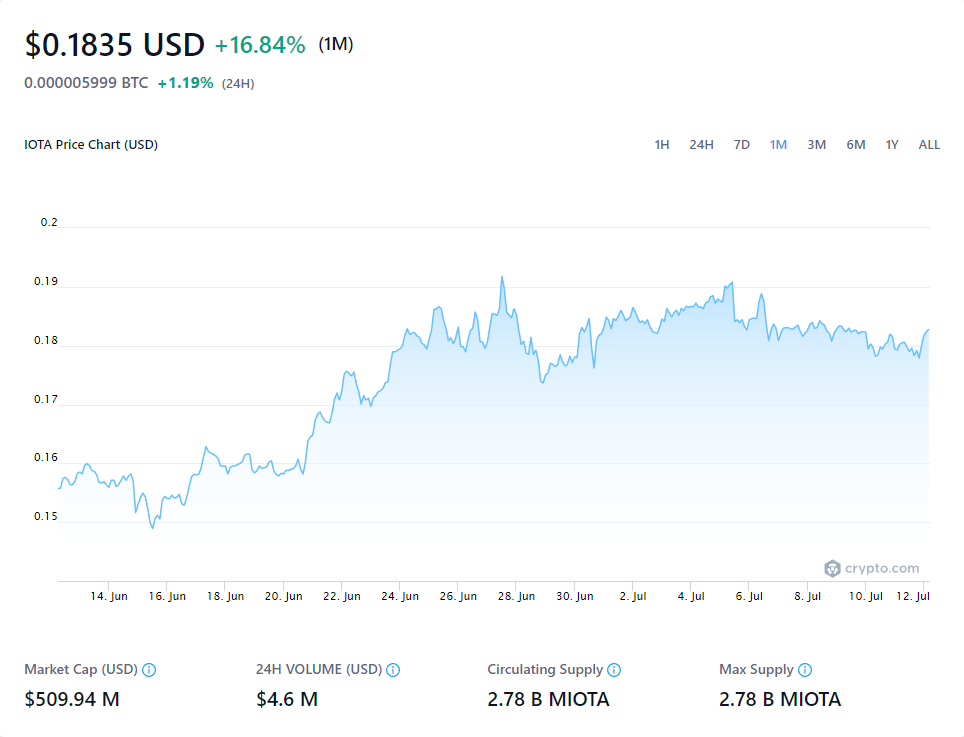 $0.1835 USD +16.84% (1M)
0.000005999 BTC +1.19% (24H)
IOTA Price Chart (USD) 1H 24H 7D 1M 3M 6M 1Y ALL
0.2
0.19
0.18
0.17
0.16
0.15
crypto.com
14. Jun 16. Jun 18. Jun 20. Jun 22. Jun 24. Jun 26. Jun 28. Jun 30. Jun 2. Jul 4. Jul 6. Jul 8. Jul 10. Jul 12. Jul
Market Cap (USD) 24H VOLUME (USD) Circulating Supply Max Supply
$509.94 M $4.6 M 2.78 B MIOTA 2.78 B MIOTA